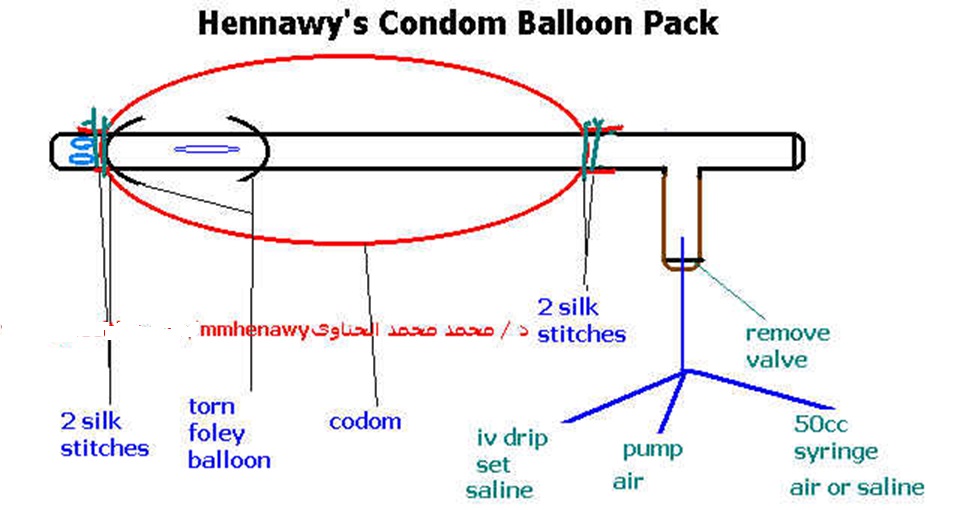 Hennawy's Condom Balloon Pack
2 silk
stitches
mmhenawy د / محمد محمد الحناوى
remove
valve
2 silk
stitches
torn
foley
balloon
codom
iv drip
set
saline
pump
air
50cc
syringe
air or saline